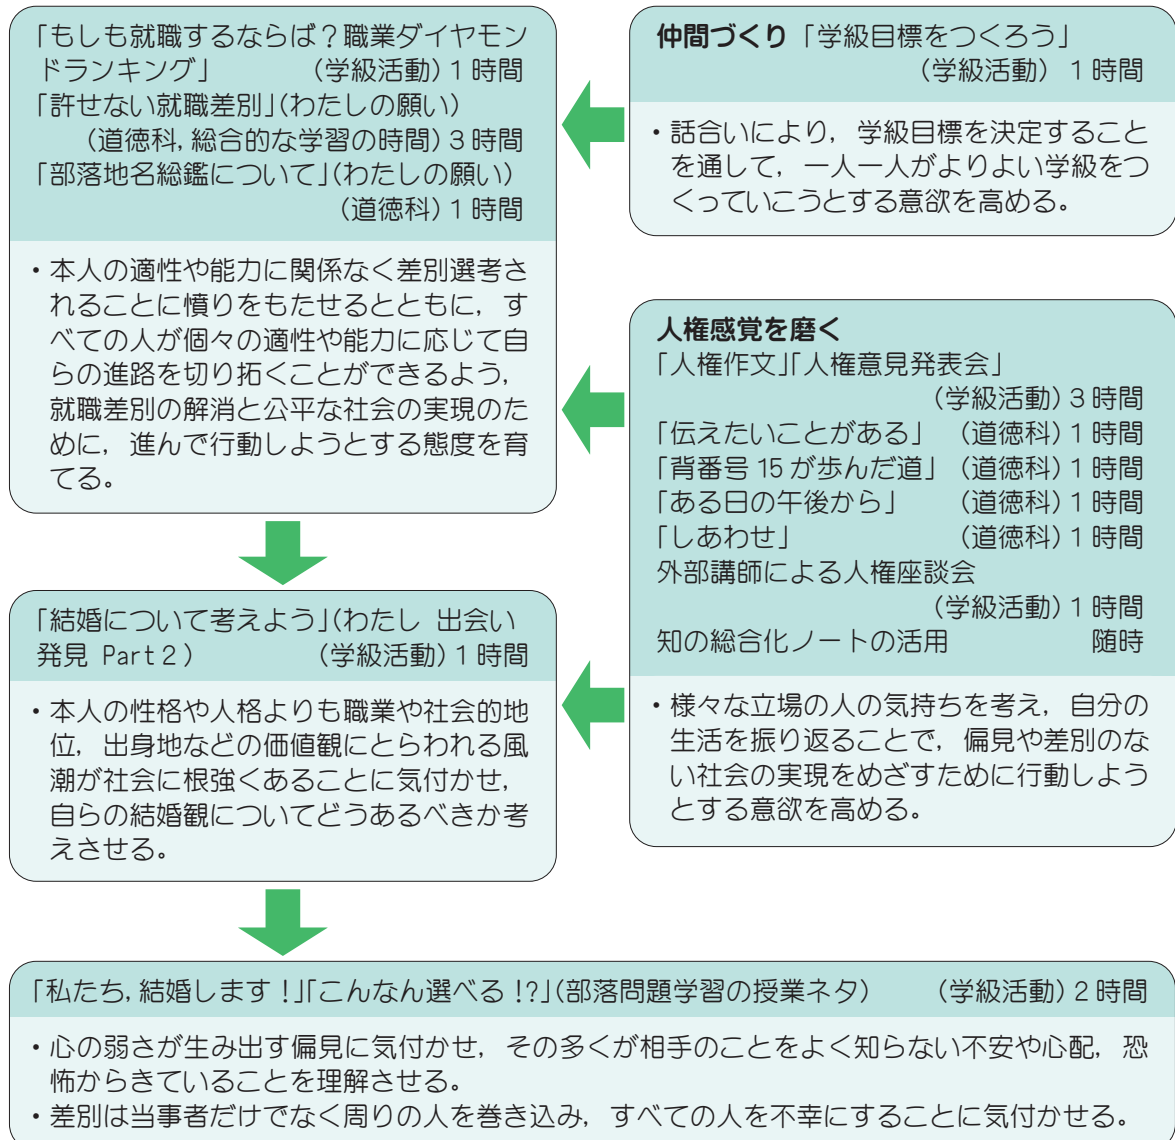 「もしも就職するならば？職業ダイヤモン
ドランキング」　（学級活動）１時間
「許せない就職差別」（わたしの願い）
（道徳科，総合的な学習の時間）３時間
「部落地名総鑑について」（わたしの願い）
（道徳科）１時間
・本人の適性や能力に関係なく差別選考さ
れることに憤りをもたせるとともに，す
べての人が個々の適性や能力に応じて自
らの進路を切り拓くことができるよう，
就職差別の解消と公平な社会の実現のた
めに，進んで行動しようとする態度を育
てる。
仲間づくり「学級目標をつくろう」
（学級活動）　１時間
・話合いにより，学級目標を決定すること
を通して，一人一人がよりよい学級をつ
くっていこうとする意欲を高める。
人権感覚を磨く
「人権作文」「人権意見発表会」
（学級活動）３時間
「伝えたいことがある」　（道徳科）１時間
「背番号 15 が歩んだ道」　（道徳科）１時間
「ある日の午後から」　（道徳科）１時間
「しあわせ」　（道徳科）１時間
外部講師による人権座談会
（学級活動）１時間
知の総合化ノートの活用　随時
・様々な立場の人の気持ちを考え，自分の
生活を振り返ることで，偏見や差別のな
い社会の実現をめざすために行動しよう
とする意欲を高める。
「結婚について考えよう」（わたし 出会い
発見 Part２）　（学級活動）１時間
・本人の性格や人格よりも職業や社会的地
位，出身地などの価値観にとらわれる風
潮が社会に根強くあることに気付かせ，
自らの結婚観についてどうあるべきか考
えさせる。
「私たち，結婚します！」「こんなん選べる !?」（部落問題学習の授業ネタ）　（学級活動）２時間
・心の弱さが生み出す偏見に気付かせ，その多くが相手のことをよく知らない不安や心配，恐
怖からきていることを理解させる。
・差別は当事者だけでなく周りの人を巻き込み，すべての人を不幸にすることに気付かせる。